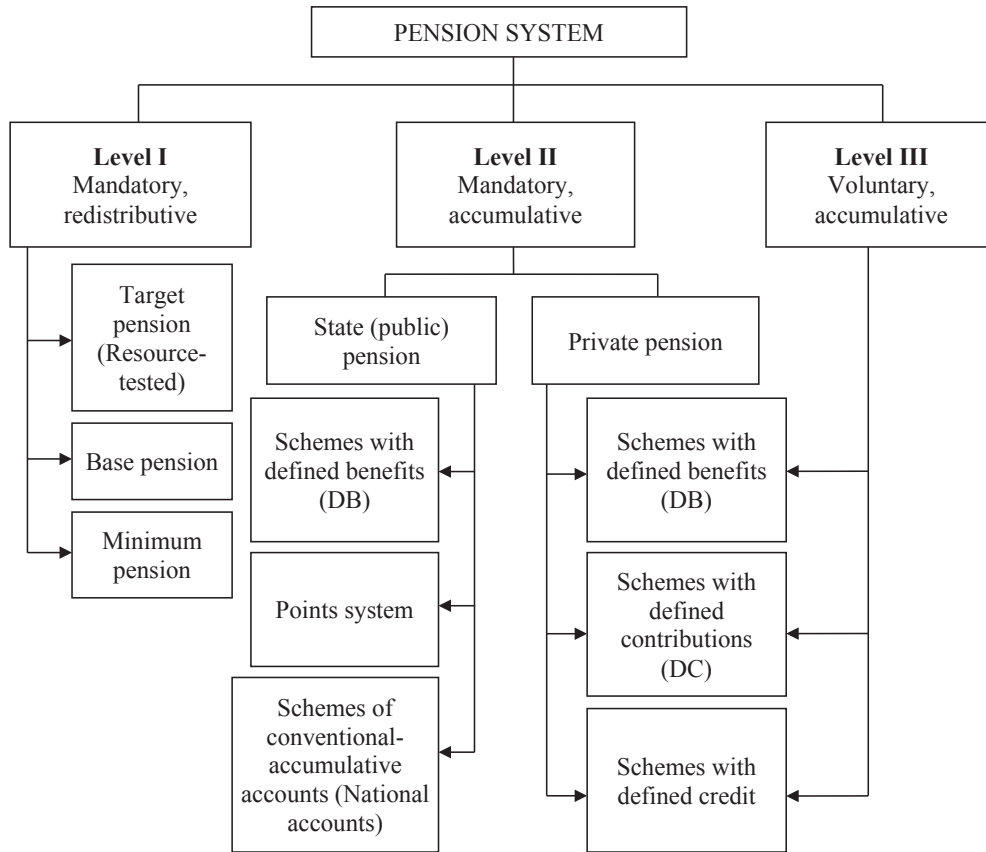 PENSION SYSTEM
Level I
Mandatory,
redistributive
Level II
Mandatory,
accumulative
Level III
Voluntary,
accumulative
Target
pension
(Resource-
tested)
Base pension
Minimum
pension
State (public)
pension
Private pension
Schemes with
defined benefits
(DB)
Points system
Schemes of
conventional-
accumulative
accounts (National
accounts)
Schemes with
defined benefits
(DB)
Schemes with
defined
contributions
(DC)
Schemes with
defined credit